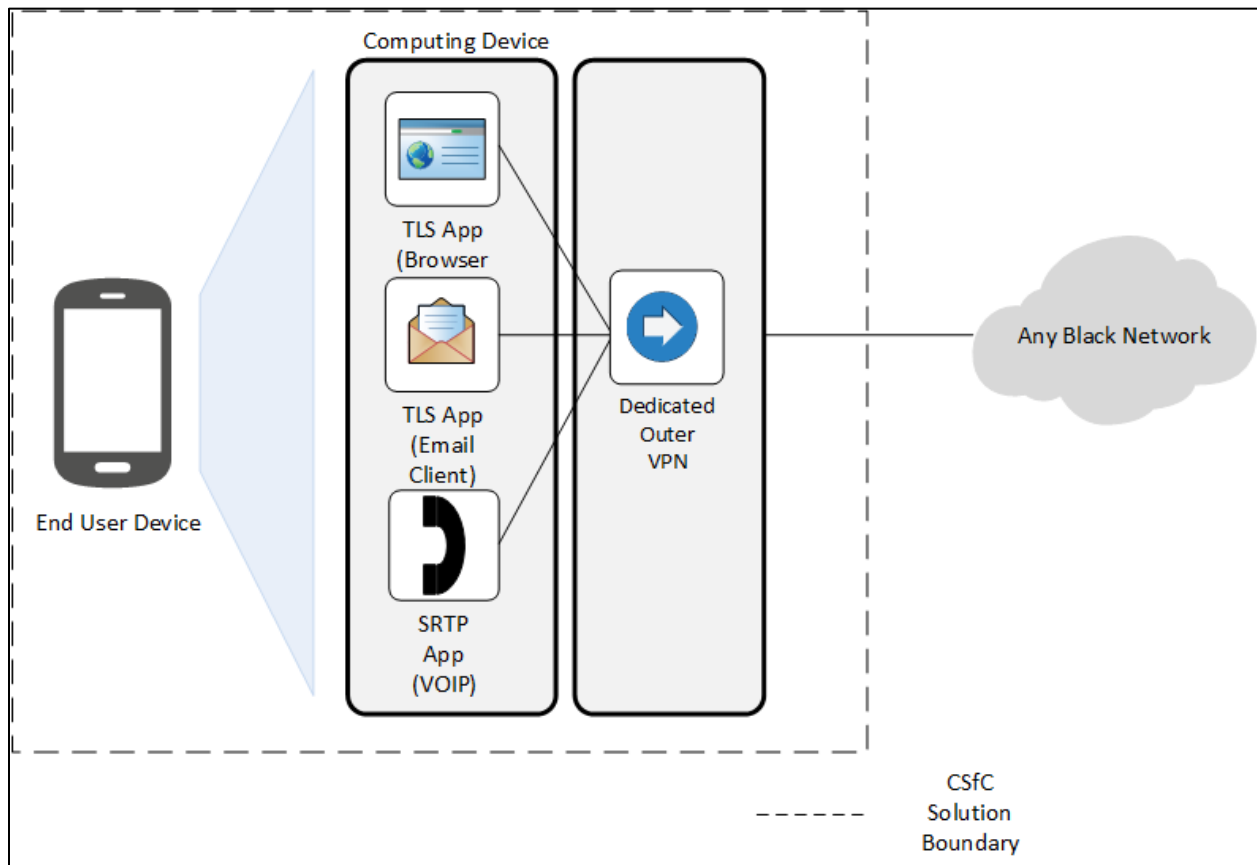 Computing Device
TLS App
(Browser
TLS App
(Email
Client)
SRTP
App
(VOIP)
Dedicated
Outer
VPN
End User Device
Any Black Network
CSfC
Solution
Boundary